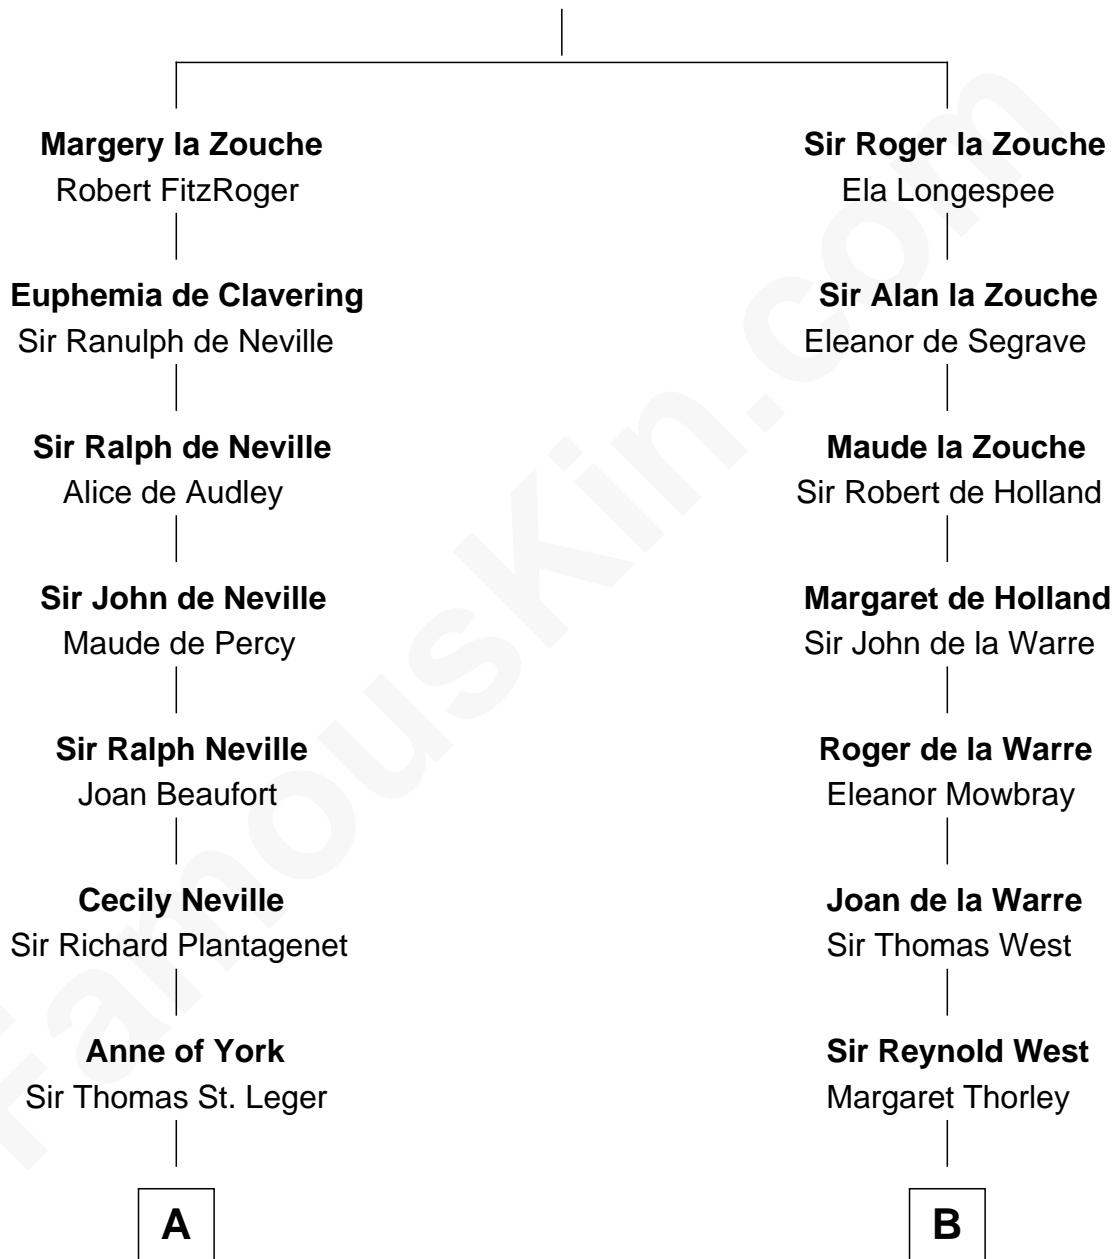 Margery la Zouche
Robert FitzRoger
Sir Roger la Zouche
Ela Longespee
Euphemia de Clavering
Sir Ranulph de Neville
Sir Alan la Zouche
Eleanor de Segrave
Sir Ralph de Neville
Alice de Audley
Maude la Zouche
Sir Robert de Holland
Sir John de Neville
Maude de Percy
Margaret de Holland
Sir John de la Warre
Sir Ralph Neville
Joan Beaufort
Roger de la Warre
Eleanor Mowbray
Cecily Neville
Sir Richard Plantagenet
Joan de la Warre
Sir Thomas West
Anne of York
Sir Thomas St. Leger
Sir Reynold West
Margaret Thorley
A
B
FamousKin.com